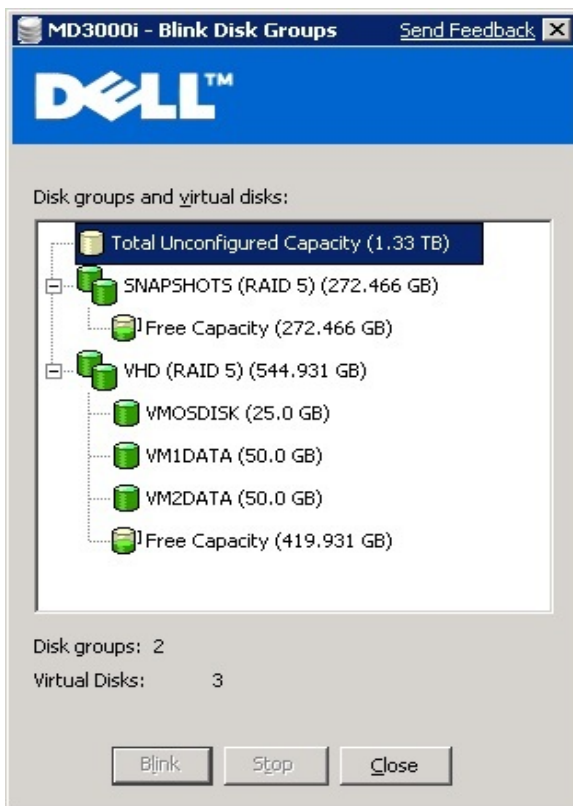 MD3000i - Blink Disk Groups Send Feedback
DELL™
Disk groups and virtual disks:
Total Unconfigured Capacity (1.33 TB)
SNAPSHOTS (RAID 5) (272.466 GB)
Free Capacity (272.466 GB)
VHD (RAID 5) (544.931 GB)
VMOSDISK (25.0 GB)
VM1DATA (50.0 GB)
VM2DATA (50.0 GB)
Free Capacity (419.931 GB)
Disk groups: 2
Virtual Disks: 3
Blink Stop Close